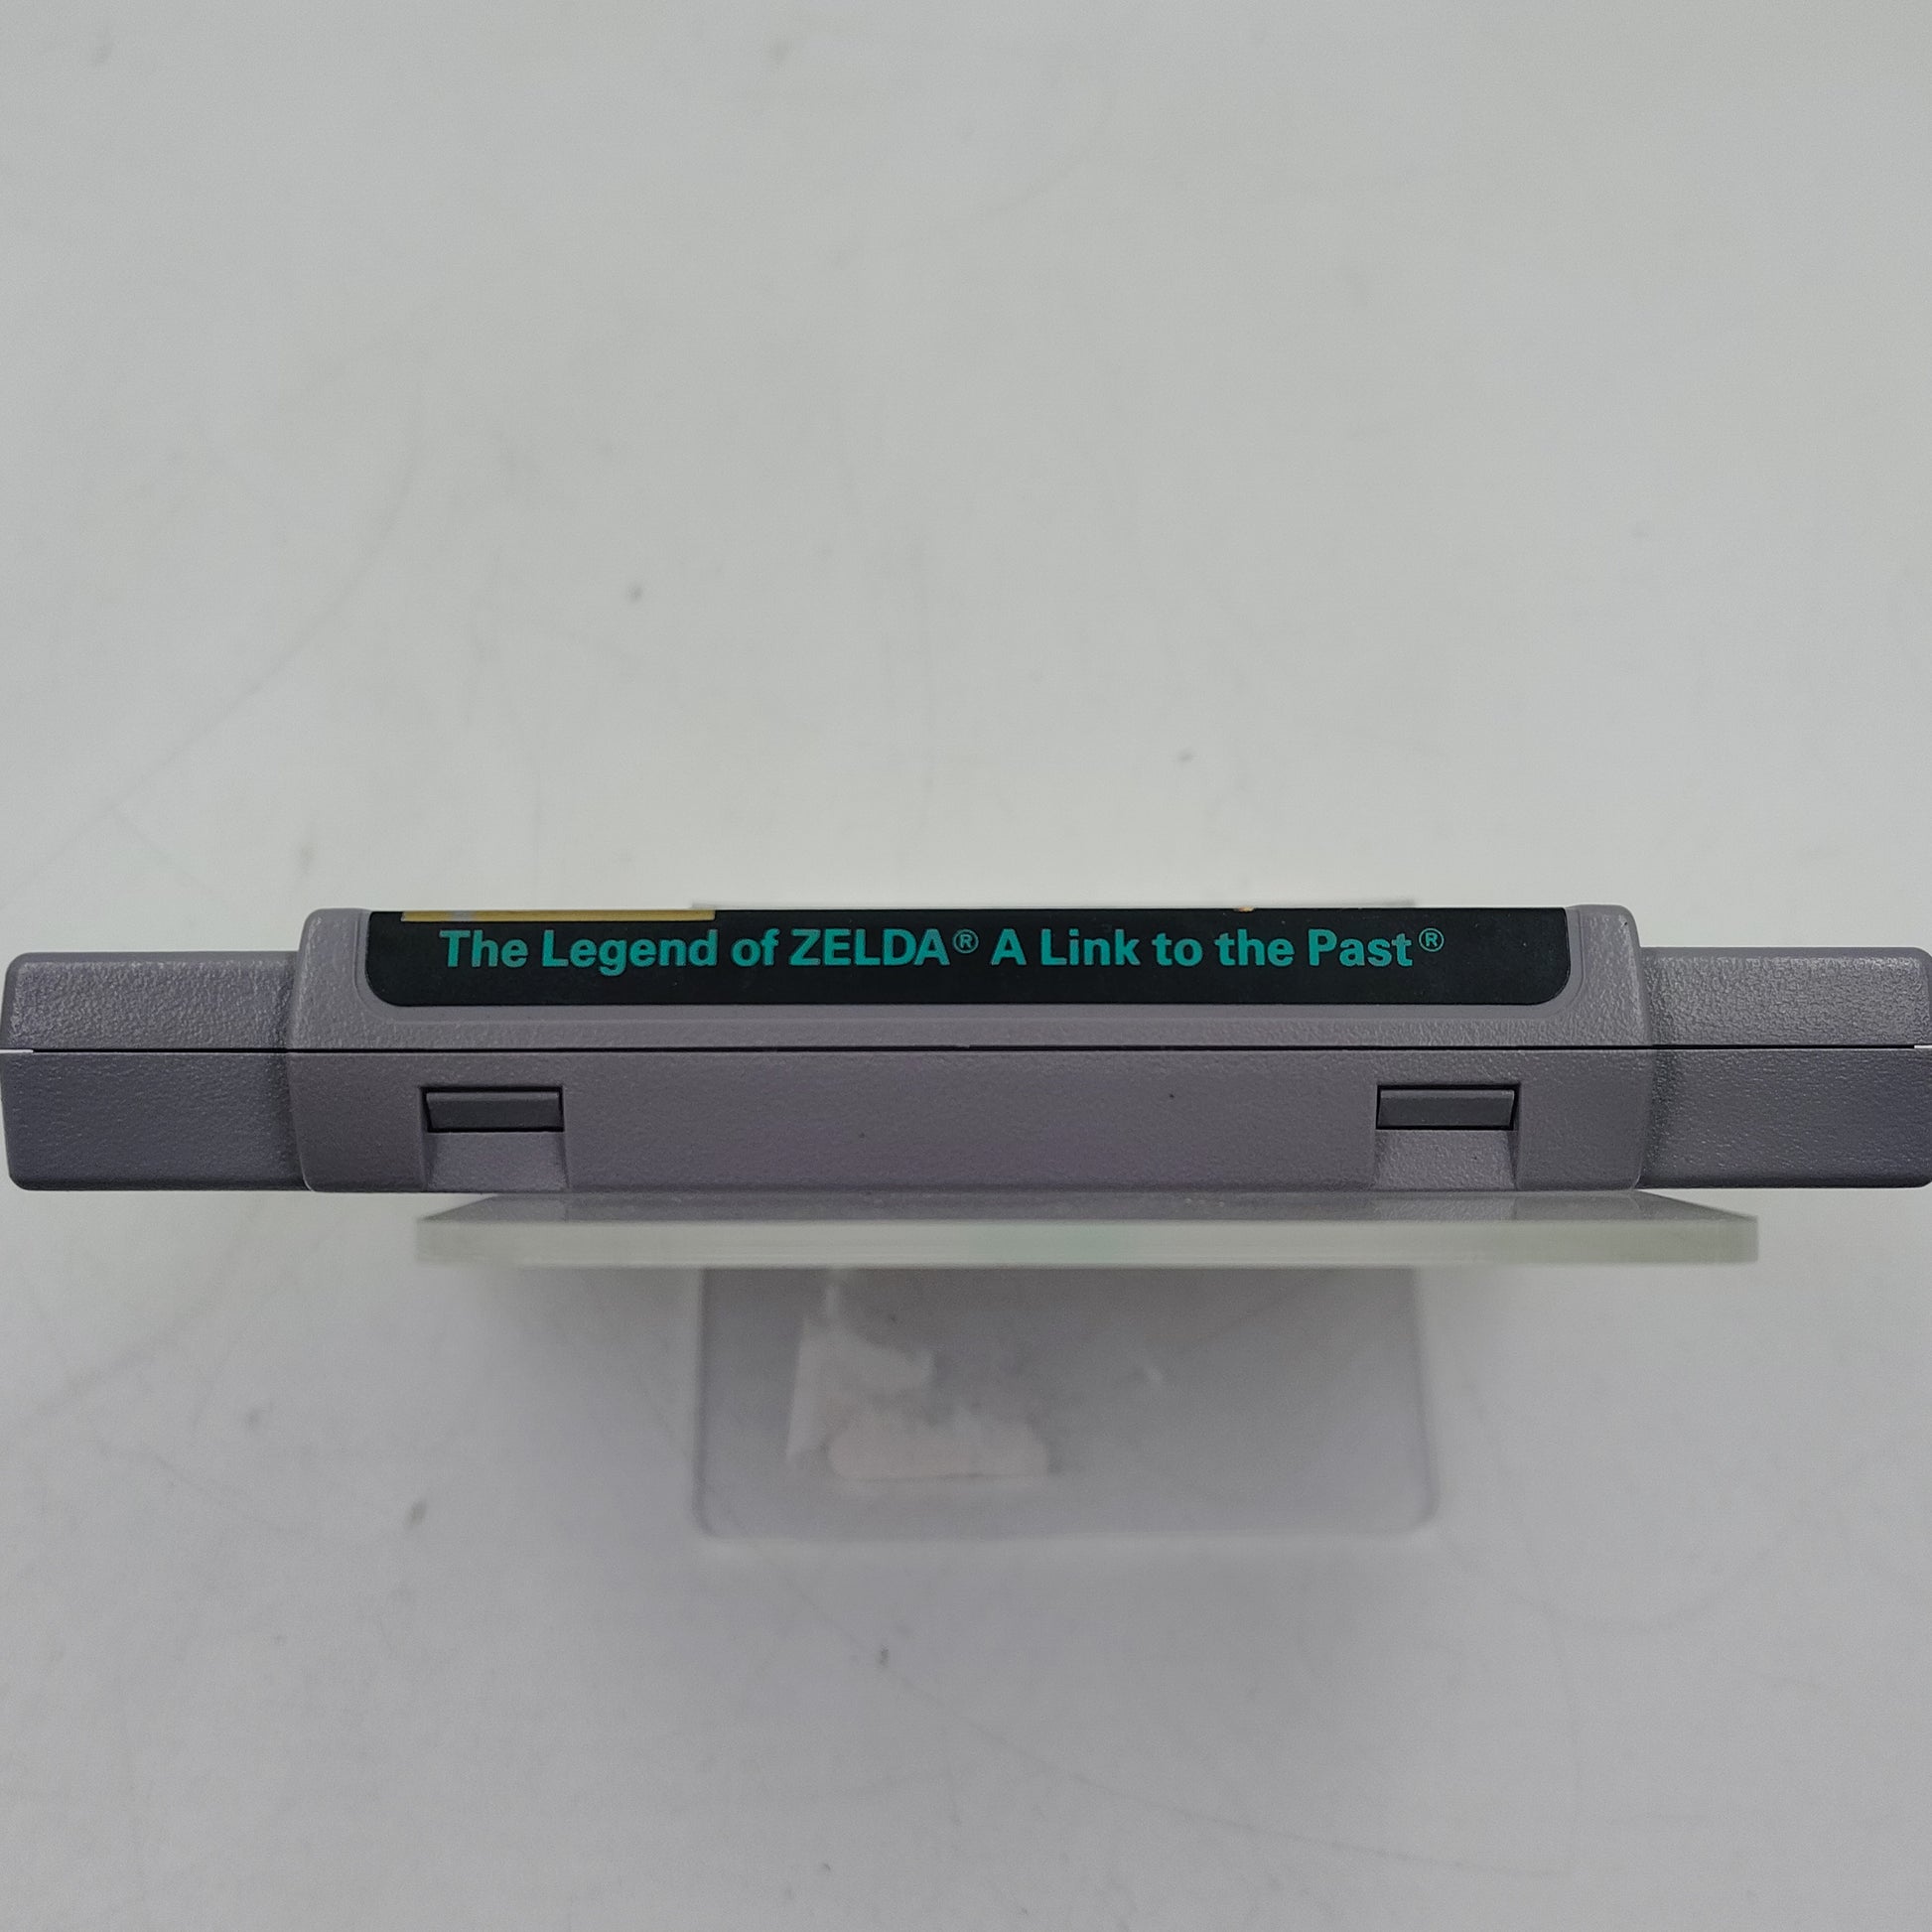 The Legend of ZELDA® A Link to the Past®